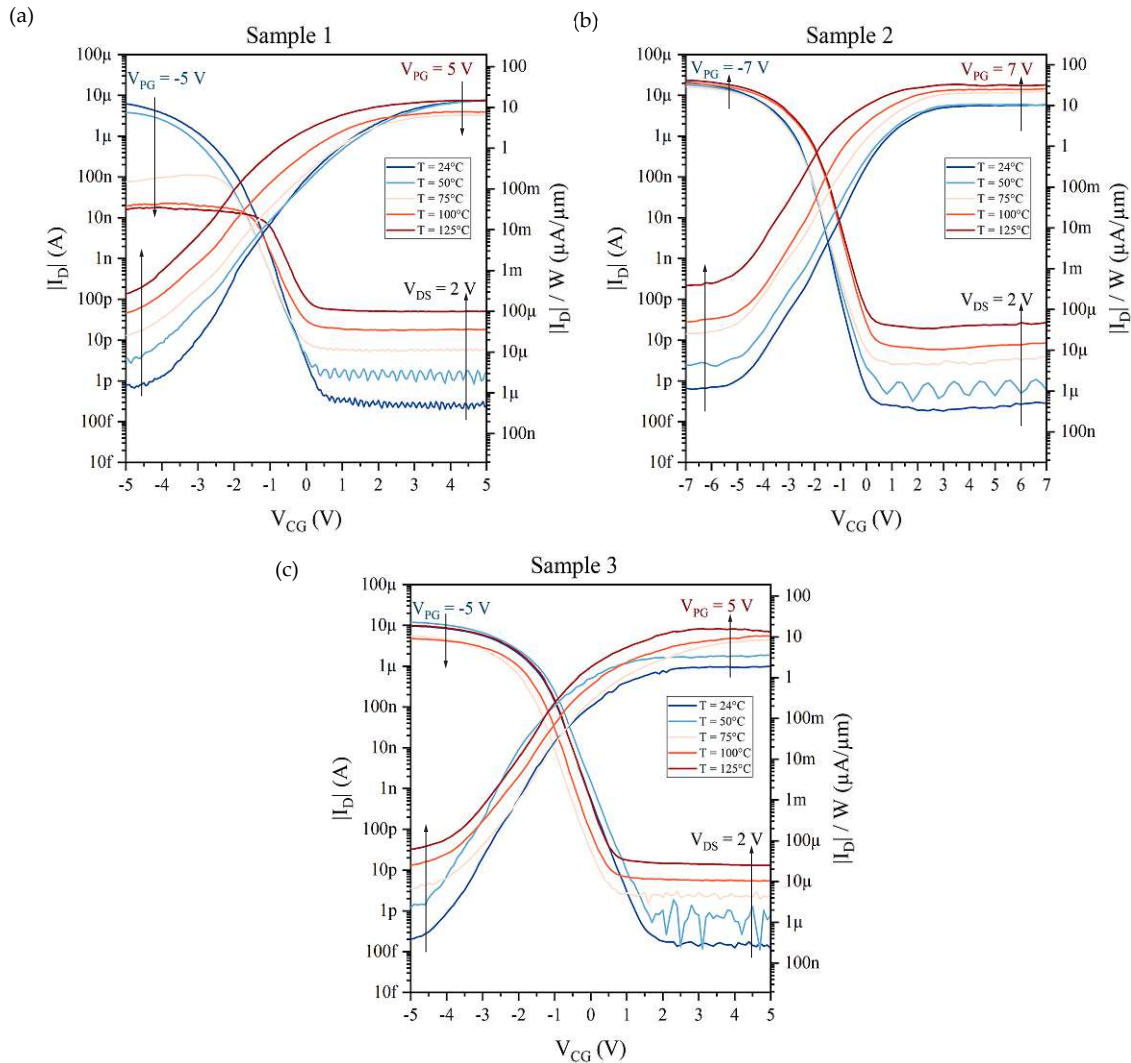 (a)
Sample 1
V_PG = -5 V
V_PG = 5 V
T = 24°C
T = 50°C
T = 75°C
T = 100°C
T = 125°C
V_DS = 2 V
100µ
10µ
1µ
100n
10n
1n
100p
10p
1p
100f
10f
|I_D| (A)
100
10
1
100m
10m
1m
100µ
10µ
1µ
100n
|I_D| / W (µA/µm)
-5 -4 -3 -2 -1 0 1 2 3 4 5
V_CG (V)
(b)
Sample 2
V_PG = -7 V
V_PG = 7 V
T = 24°C
T = 50°C
T = 75°C
T = 100°C
T = 125°C
V_DS = 2 V
100µ
10µ
1µ
100n
10n
1n
100p
10p
1p
100f
10f
|I_D| (A)
100
10
1
100m
10m
1m
100µ
10µ
1µ
100n
|I_D| / W (µA/µm)
-7 -6 -5 -4 -3 -2 -1 0 1 2 3 4 5 6 7
V_CG (V)
(c)
Sample 3
V_PG = -5 V
V_PG = 5 V
T = 24°C
T = 50°C
T = 75°C
T = 100°C
T = 125°C
V_DS = 2 V
100µ
10µ
1µ
100n
10n
1n
100p
10p
1p
100f
10f
|I_D| (A)
100
10
1
100m
10m
1m
100µ
10µ
1µ
100n
|I_D| / W (µA/µm)
-5 -4 -3 -2 -1 0 1 2 3 4 5
V_CG (V)